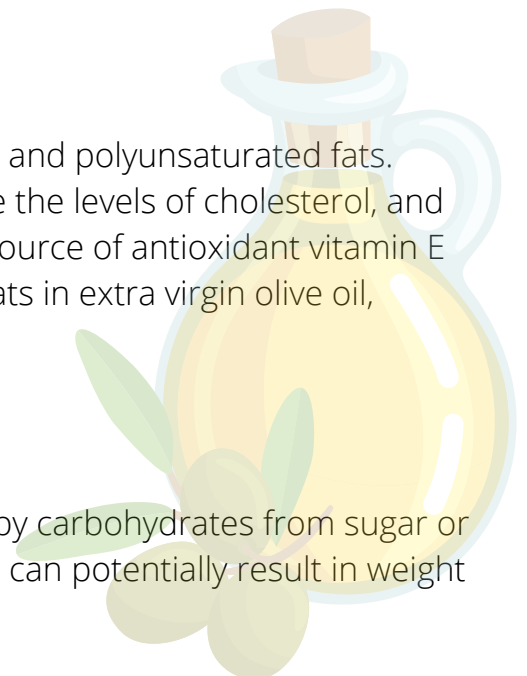 and polyunsaturated fats.
the levels of cholesterol, and
ource of antioxidant vitamin E
ats in extra virgin olive oil,
by carbohydrates from sugar or
can potentially result in weight